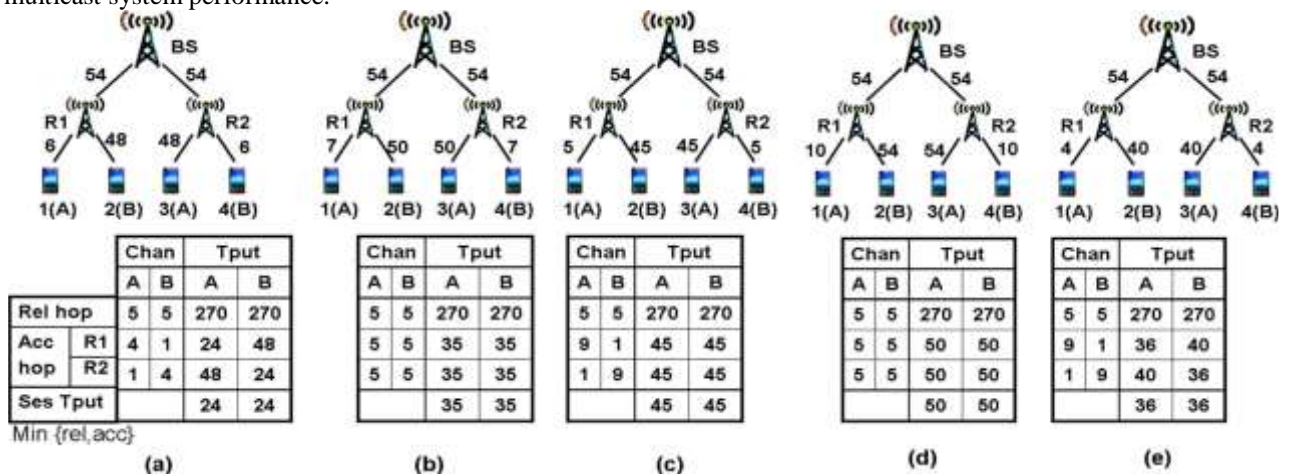 multicast system performance.
BS BS BS BS BS
54 54 54 54 54 54 54 54 54 54
R1 R2 R1 R2 R1 R2 R1 R2 R1 R2
6 48 48 6 7 50 50 7 5 45 45 5 10 54 54 10 4 40 40 4
1(A) 2(B) 3(A) 4(B) 1(A) 2(B) 3(A) 4(B) 1(A) 2(B) 3(A) 4(B) 1(A) 2(B) 3(A) 4(B) 1(A) 2(B) 3(A) 4(B)
Chan Tput Chan Tput Chan Tput Chan Tput Chan Tput
A B A B A B A B A B A B A B A B A B A B
Rel hop 5 5 270 270 5 5 270 270 5 5 270 270 5 5 270 270 5 5 270 270
Acc hop R1 4 1 24 48 5 5 35 35 9 1 45 45 5 5 50 50 9 1 36 40
R2 1 4 48 24 5 5 35 35 1 9 45 45 5 5 50 50 1 9 40 36
Ses Tput 24 24 35 35 45 45 50 50 36 36
Min {rel,acc}
(a) (b) (c) (d) (e)